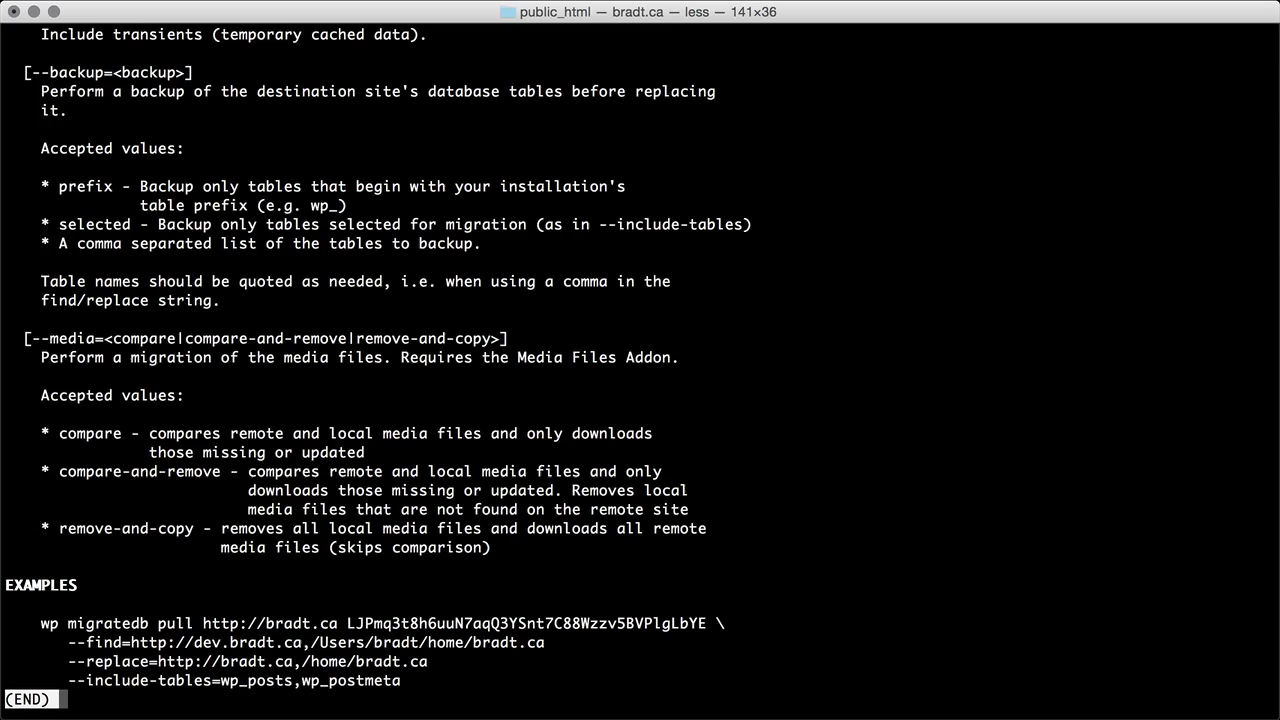 public_html — bradt.ca — less — 141×36
Include transients (temporary cached data).
[--backup=<backup>]
Perform a backup of the destination site's database tables before replacing
it.
Accepted values:
* prefix - Backup only tables that begin with your installation's
table prefix (e.g. wp_)
* selected - Backup only tables selected for migration (as in --include-tables)
* A comma separated list of the tables to backup.
Table names should be quoted as needed, i.e. when using a comma in the
find/replace string.
[--media=<compare|compare-and-remove|remove-and-copy>]
Perform a migration of the media files. Requires the Media Files Addon.
Accepted values:
* compare - compares remote and local media files and only downloads
those missing or updated
* compare-and-remove - compares remote and local media files and only
downloads those missing or updated. Removes local
media files that are not found on the remote site
* remove-and-copy - removes all local media files and downloads all remote
media files (skips comparison)
EXAMPLES
wp migratedb pull http://bradt.ca LJPmq3t8h6uuN7aqQ3YSnt7C88Wzzv5BVPlgLbYE \
--find=http://dev.bradt.ca,/Users/bradt/home/bradt.ca
--replace=http://bradt.ca,/home/bradt.ca
--include-tables=wp_posts,wp_postmeta
(END)